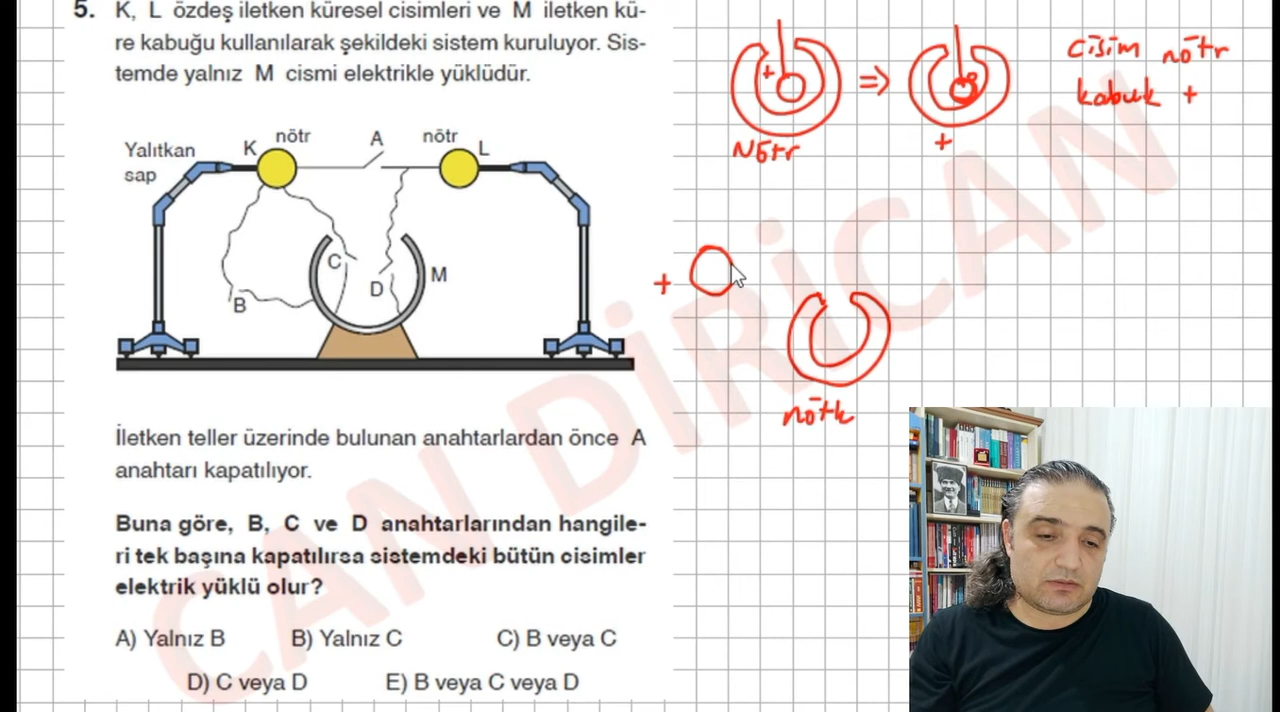 5. K, L özdeş iletken küresel cisimleri ve M iletken kü-
re kabuğu kullanılarak şekildeki sistem kuruluyor. Sis-
temde yalnız M cismi elektrikle yüklüdür.
Yalıtkan
sap
K
nötr
A
nötr
L
C
D
M
B
İletken teller üzerinde bulunan anahtarlardan önce A
anahtarı kapatılıyor.
Buna göre, B, C ve D anahtarlarından hangile-
ri tek başına kapatılırsa sistemdeki bütün cisimler
elektrik yüklü olur?
A) Yalnız B B) Yalnız C C) B veya C
D) C veya D E) B veya C veya D
+
Nötr
⇒
+
cisim nötr
kabuk +
+
nötr
CAN DİRİCAN